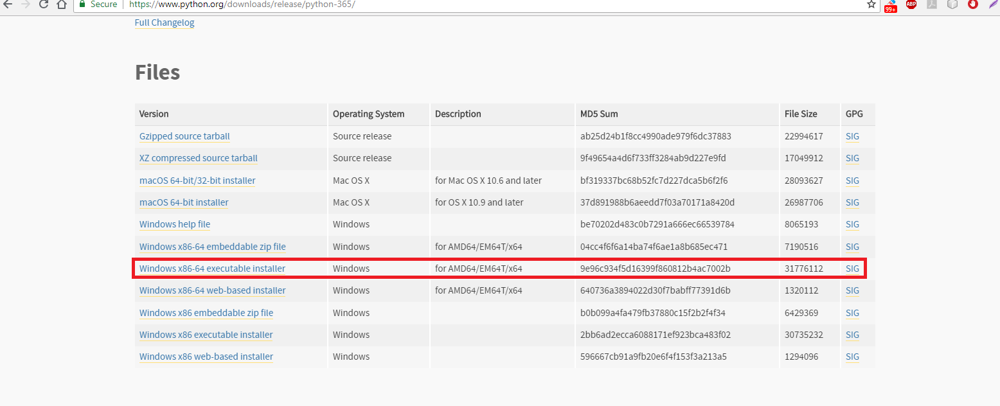 Secure https://www.python.org/downloads/release/python-365/
99+ ABP
Full Changelog
Files
Version Operating System Description MD5 Sum File Size GPG
Gzipped source tarball Source release ab25d24b1f8cc4990ade979f6dc37883 22994617 SIG
XZ compressed source tarball Source release 9f49654a4d6f733ff3284ab9d227e9fd 17049912 SIG
macOS 64-bit/32-bit installer Mac OS X for Mac OS X 10.6 and later bf319337bc68b52fc7d227dca5b6f2f6 28093627 SIG
macOS 64-bit installer Mac OS X for OS X 10.9 and later 37d891988b6aeedd7f03a70171a8420d 26987706 SIG
Windows help file Windows be70202d483c0b7291a666ec66539784 8065193 SIG
Windows x86-64 embeddable zip file Windows for AMD64/EM64T/x64 04cc4f6f6a14ba74f6ae1a8b685ec471 7190516 SIG
Windows x86-64 executable installer Windows for AMD64/EM64T/x64 9e96c934f5d16399f860812b4ac7002b 31776112 SIG
Windows x86-64 web-based installer Windows for AMD64/EM64T/x64 640736a3894022d30f7babff77391d6b 1320112 SIG
Windows x86 embeddable zip file Windows b0b099a4fa479fb37880c15f2b2f4f34 6429369 SIG
Windows x86 executable installer Windows 2bb6ad2ecca6088171ef923bca483f02 30735232 SIG
Windows x86 web-based installer Windows 596667cb91a9fb20e6f4f153f3a213a5 1294096 SIG